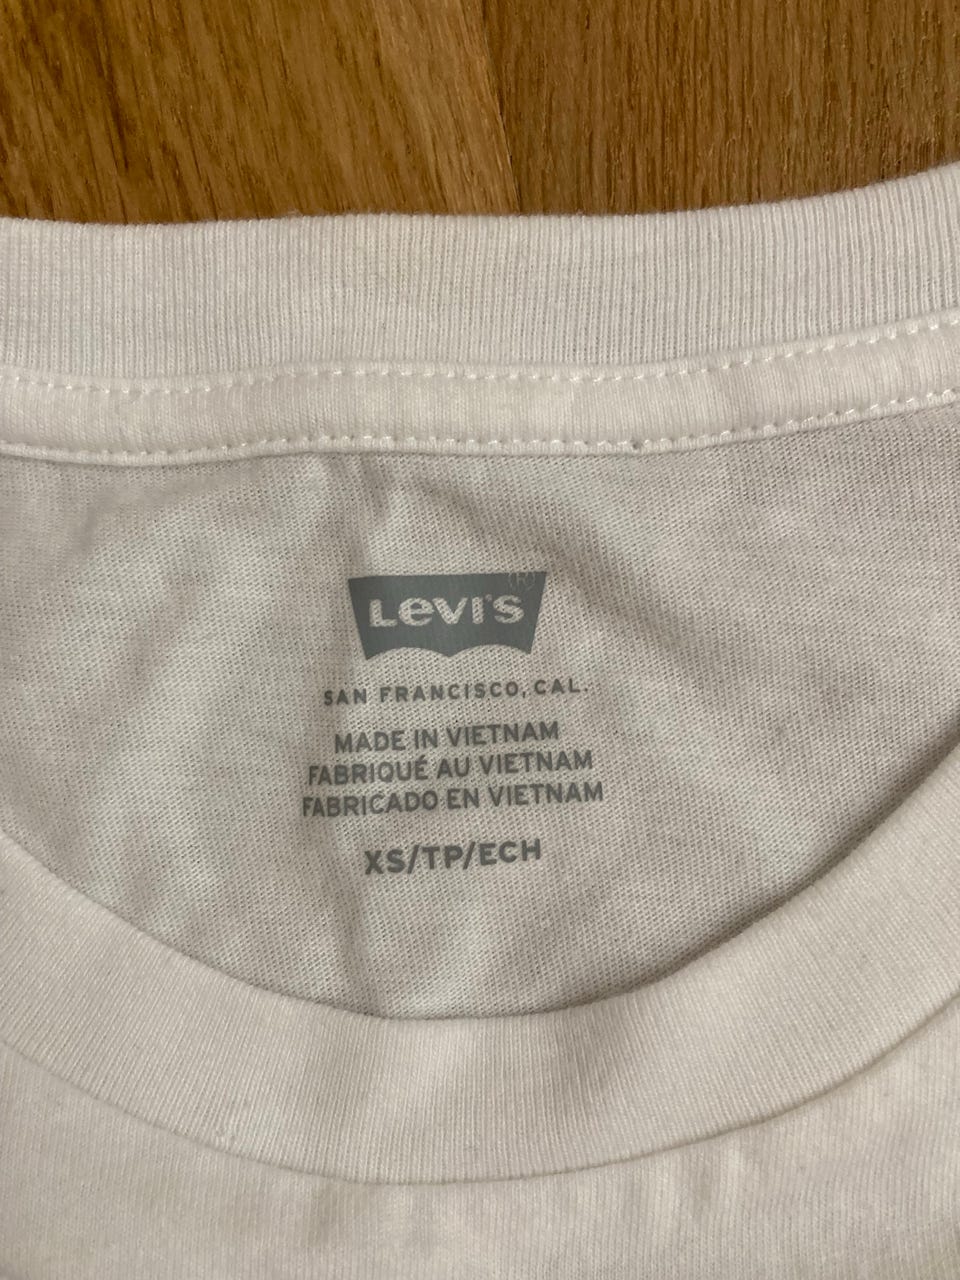 Levi's®
SAN FRANCISCO, CAL.
MADE IN VIETNAM
FABRIQUÉ AU VIETNAM
FABRICADO EN VIETNAM
XS/TP/ECH